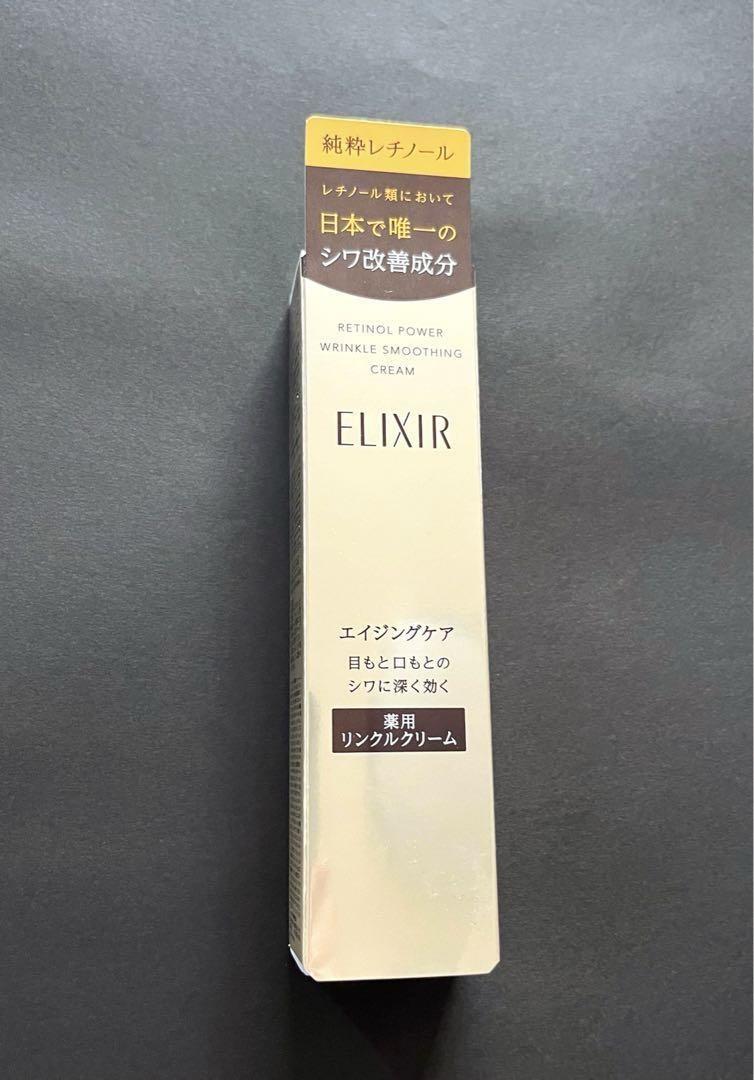 純粋レチノール
レチノール類において
日本で唯一の
シワ改善成分
RETINOL POWER
WRINKLE SMOOTHING
CREAM
ELIXIR
エイジングケア
目もと口もとの
シワに深く効く
薬用
リンクルクリーム